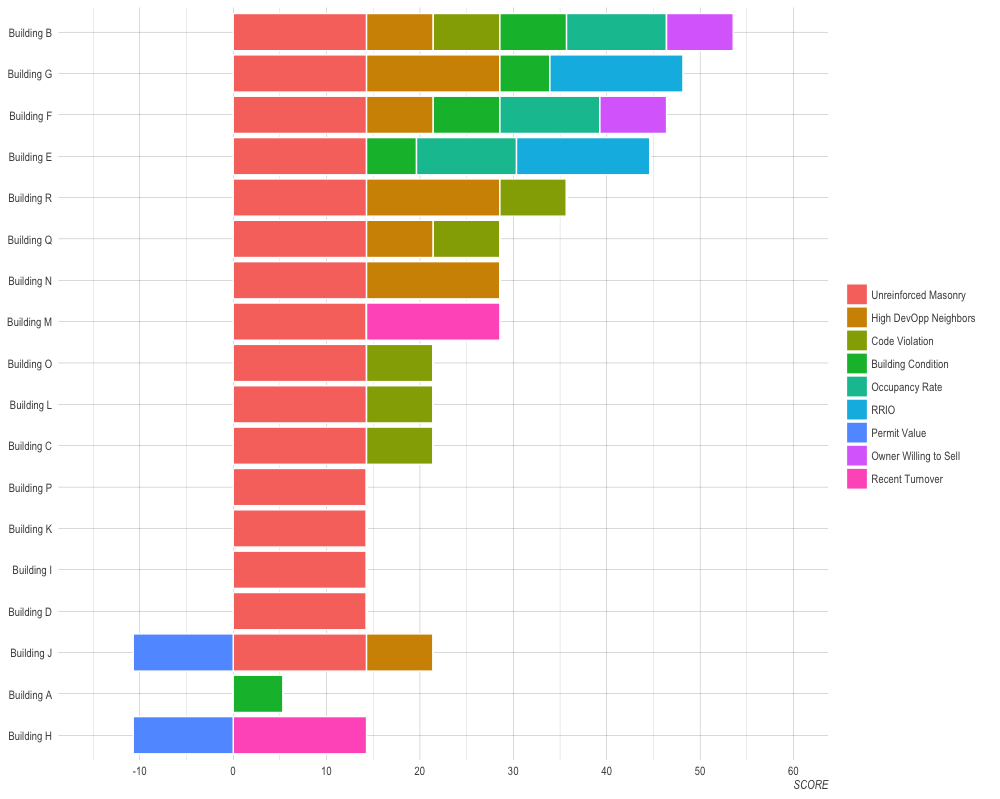 Building B
Building G
Building F
Building E
Building R
Building Q
Building N
Building M
Building O
Building L
Building C
Building P
Building K
Building I
Building D
Building J
Building A
Building H
-10 0 10 20 30 40 50 60
SCORE
Unreinforced Masonry
High DevOpp Neighbors
Code Violation
Building Condition
Occupancy Rate
RRIO
Permit Value
Owner Willing to Sell
Recent Turnover